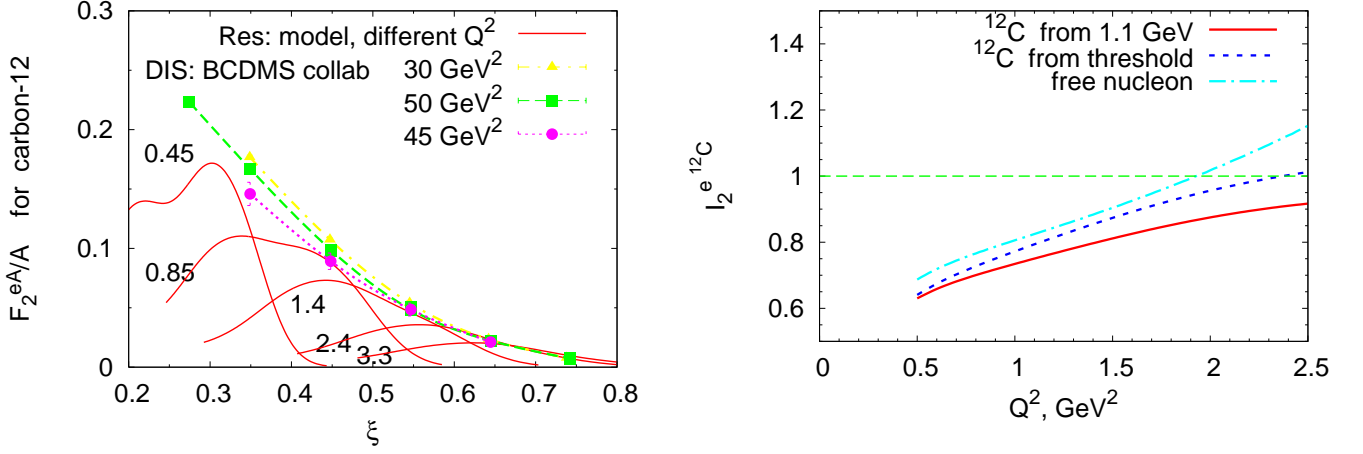 0.3
0.2
0.1
0
0.2 0.3 0.4 0.5 0.6 0.7 0.8
F₂ᵉᴬ/A for carbon-12
ξ
Res: model, different Q²
DIS: BCDMS collab
30 GeV²
50 GeV²
45 GeV²
0.45
0.85
1.4
2.4
3.3
1.4
1.2
1
0.8
0.6
0 0.5 1 1.5 2 2.5
I₂ᵉ ¹²C
Q², GeV²
¹²C from 1.1 GeV
¹²C from threshold
free nucleon